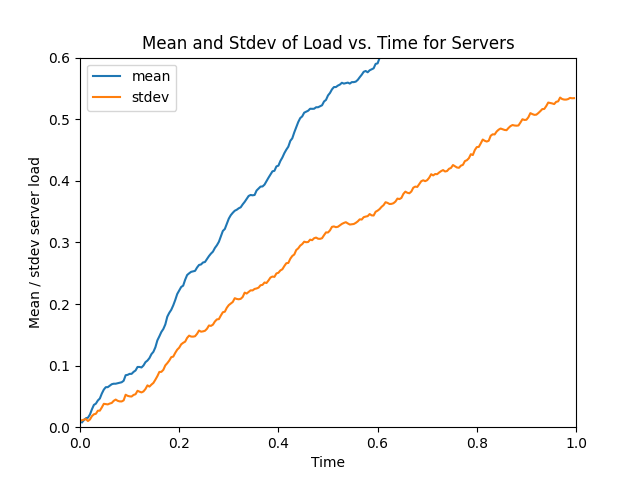 Mean and Stdev of Load vs. Time for Servers
mean
stdev
Mean / stdev server load
0.6
0.5
0.4
0.3
0.2
0.1
0.0
0.0 0.2 0.4 0.6 0.8 1.0
Time